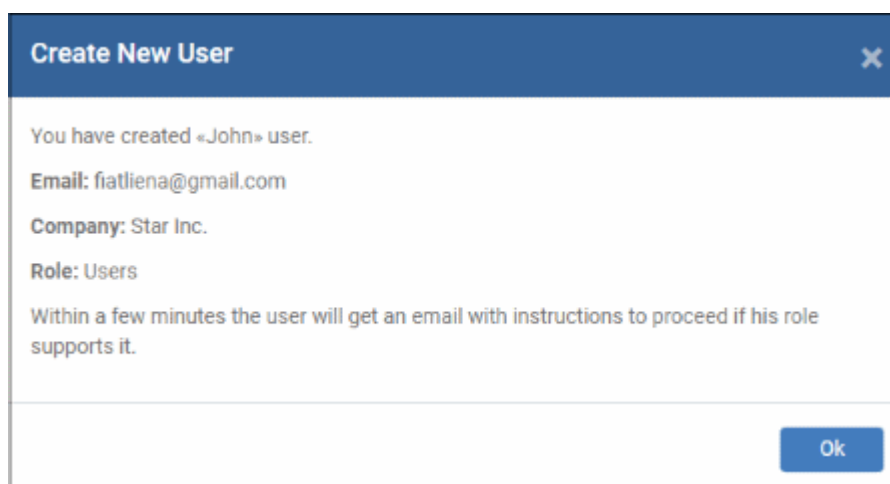 Create New User
You have created «John» user.
Email: fiatliena@gmail.com
Company: Star Inc.
Role: Users
Within a few minutes the user will get an email with instructions to proceed if his role
supports it.
Ok